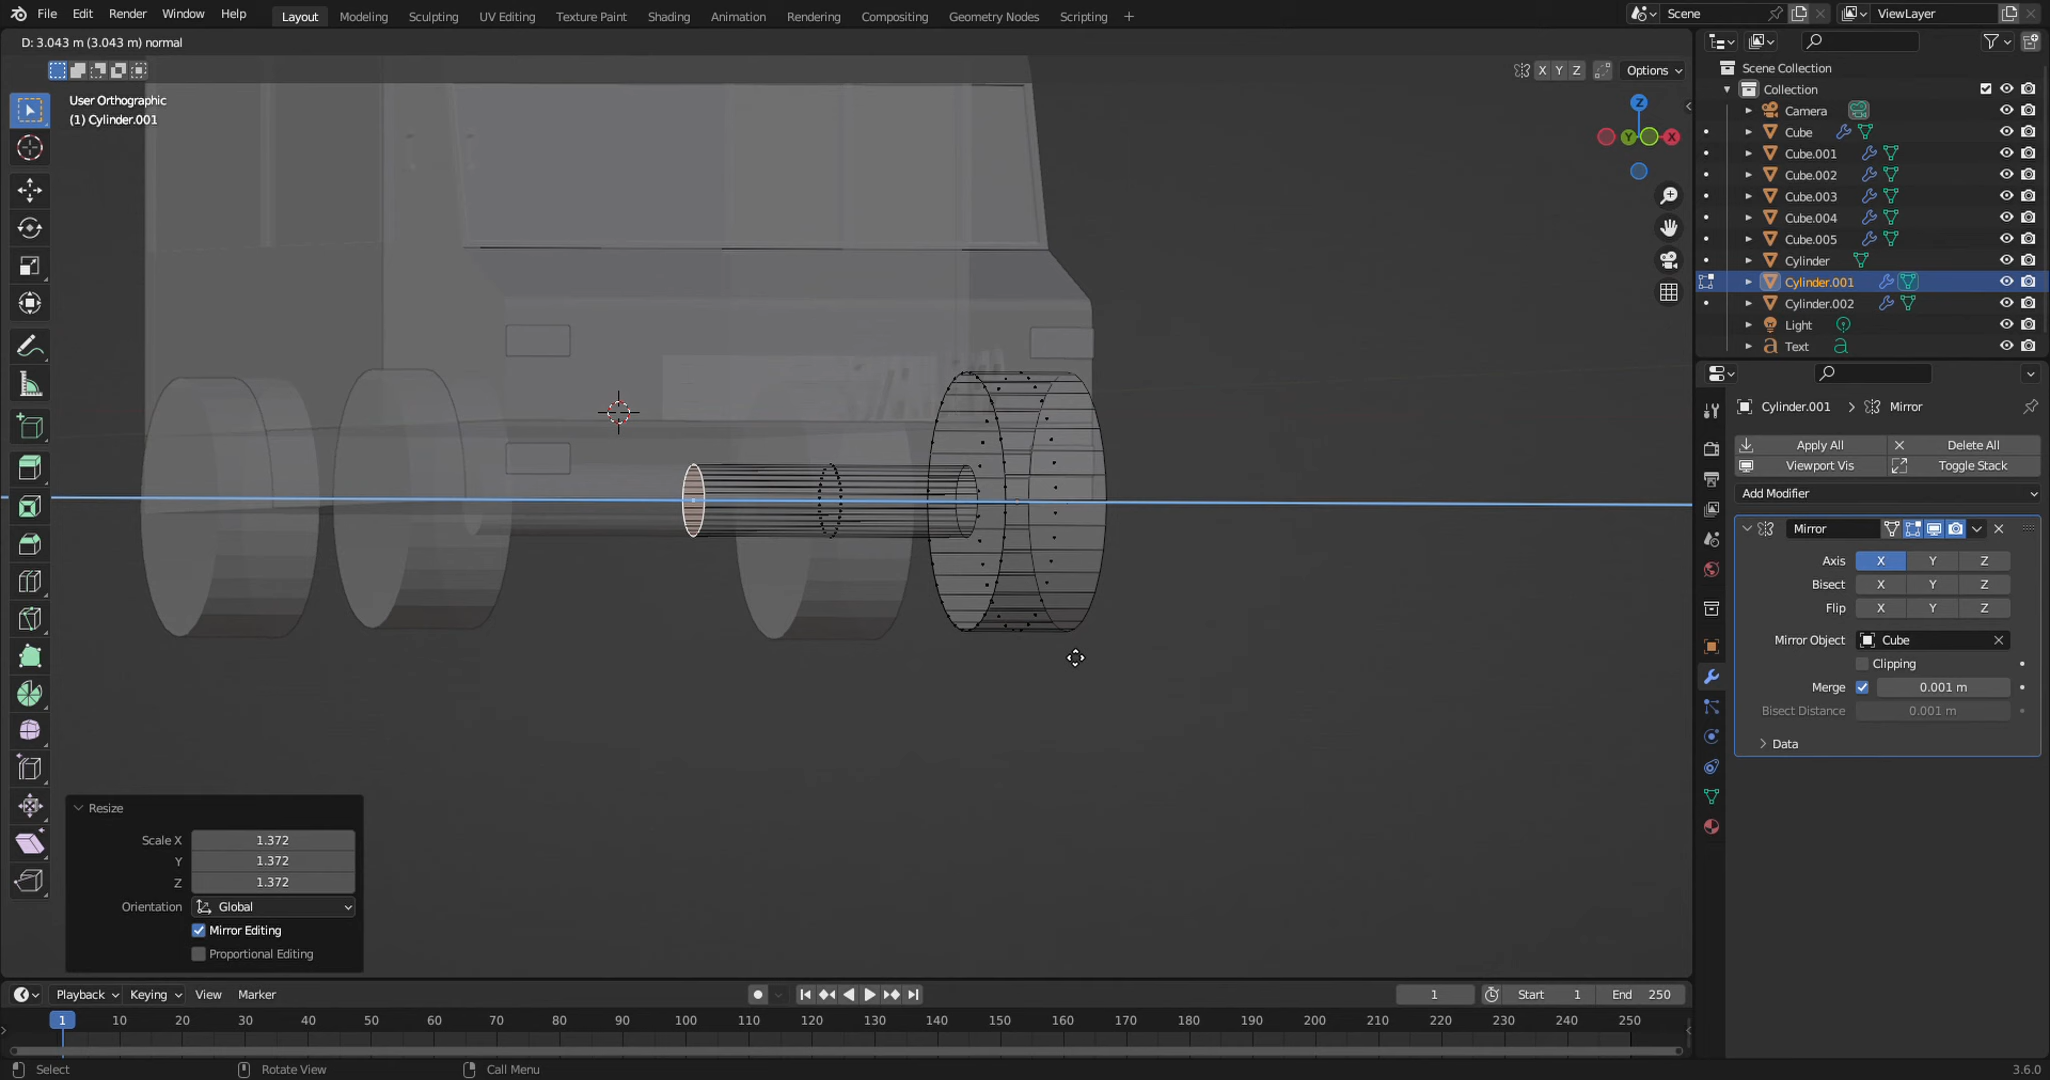 File Edit Render Window Help Layout Modeling Sculpting UV Editing Texture Paint Shading Animation Rendering Compositing Geometry Nodes Scripting + Scene ViewLayer
D: 3.043 m (3.043 m) normal
X Y Z Options
User Orthographic
(1) Cylinder.001
Z
Y X
Scene Collection
Collection
Camera
Cube
Cube.001
Cube.002
Cube.003
Cube.004
Cube.005
Cylinder
Cylinder.001
Cylinder.002
Light
Text
Cylinder.001 > Mirror
Apply All Delete All
Viewport Vis Toggle Stack
Add Modifier
Mirror
Axis X Y Z
Bisect X Y Z
Flip X Y Z
Mirror Object Cube
Clipping
Merge 0.001 m
Bisect Distance 0.001 m
Data
Resize
Scale X 1.372
Y 1.372
Z 1.372
Orientation Global
Mirror Editing
Proportional Editing
Playback Keying View Marker 1 Start 1 End 250
1 10 20 30 40 50 60 70 80 90 100 110 120 130 140 150 160 170 180 190 200 210 220 230 240 250
Select Rotate View Call Menu 3.6.0